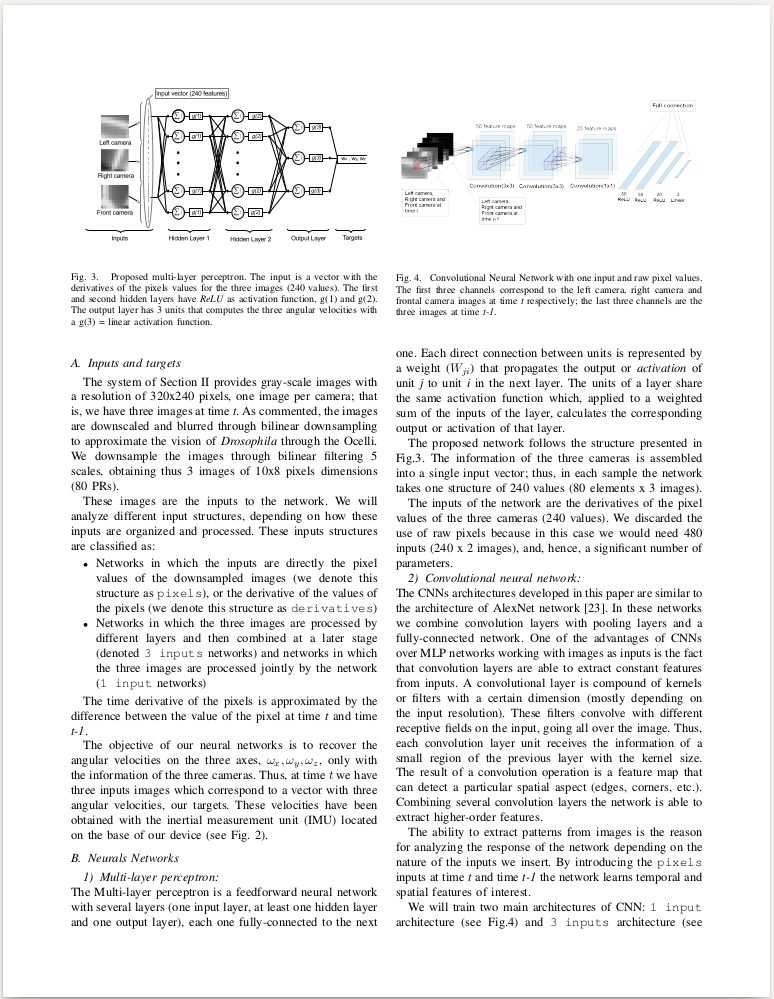 Input vector (240 features)
Left camera
Right camera
Front camera
Σ g(1) Σ g(2)
Σ g(1) Σ g(2)
Σ g(3)
Σ g(3)
Σ g(1) Σ g(2) Σ g(3)
Σ g(1) Σ g(2)
Inputs Hidden Layer 1 Hidden Layer 2 Output Layer Targets
Full connection
50 feature maps 50 feature maps 20 feature maps
Convolution(3x3) Convolution(3x3) Convolution(1x1)
Left camera,
Right camera and
Front camera at
time t
Left camera,
Right camera and
Front camera at
time t-1
50 50 20 3
ReLU ReLU ReLU Linear
Fig. 3. Proposed multi-layer perceptron. The input is a vector with the
derivatives of the pixels values for the three images (240 values). The first
and second hidden layers have ReLU as activation function, g(1) and g(2).
The output layer has 3 units that computes the three angular velocities with
a g(3) = linear activation function.
Fig. 4. Convolutional Neural Network with one input and raw pixel values.
The first three channels correspond to the left camera, right camera and
frontal camera images at time t respectively; the last three channels are the
three images at time t-1.
A. Inputs and targets
The system of Section II provides gray-scale images with
a resolution of 320x240 pixels, one image per camera; that
is, we have three images at time t. As commented, the images
are downscaled and blurred through bilinear downsampling
to approximate the vision of Drosophila through the Ocelli.
We downsample the images through bilinear filtering 5
scales, obtaining thus 3 images of 10x8 pixels dimensions
(80 PRs).
These images are the inputs to the network. We will
analyze different input structures, depending on how these
inputs are organized and processed. These inputs structures
are classified as:
• Networks in which the inputs are directly the pixel
values of the downsampled images (we denote this
structure as pixels), or the derivative of the values of
the pixels (we denote this structure as derivatives)
• Networks in which the three images are processed by
different layers and then combined at a later stage
(denoted 3 inputs networks) and networks in which
the three images are processed jointly by the network
(1 input networks)
The time derivative of the pixels is approximated by the
difference between the value of the pixel at time t and time
t-1.
The objective of our neural networks is to recover the
angular velocities on the three axes, ωx,ωy,ωz, only with
the information of the three cameras. Thus, at time t we have
three inputs images which correspond to a vector with three
angular velocities, our targets. These velocities have been
obtained with the inertial measurement unit (IMU) located
on the base of our device (see Fig. 2).
B. Neurals Networks
1) Multi-layer perceptron:
The Multi-layer perceptron is a feedforward neural network
with several layers (one input layer, at least one hidden layer
and one output layer), each one fully-connected to the next
one. Each direct connection between units is represented by
a weight (Wji) that propagates the output or activation of
unit j to unit i in the next layer. The units of a layer share
the same activation function which, applied to a weighted
sum of the inputs of the layer, calculates the corresponding
output or activation of that layer.
The proposed network follows the structure presented in
Fig.3. The information of the three cameras is assembled
into a single input vector; thus, in each sample the network
takes one structure of 240 values (80 elements x 3 images).
The inputs of the network are the derivatives of the pixel
values of the three cameras (240 values). We discarded the
use of raw pixels because in this case we would need 480
inputs (240 x 2 images), and, hence, a significant number of
parameters.
2) Convolutional neural network:
The CNNs architectures developed in this paper are similar to
the architecture of AlexNet network [23]. In these networks
we combine convolution layers with pooling layers and a
fully-connected network. One of the advantages of CNNs
over MLP networks working with images as inputs is the fact
that convolution layers are able to extract constant features
from inputs. A convolutional layer is compound of kernels
or filters with a certain dimension (mostly depending on
the input resolution). These filters convolve with different
receptive fields on the input, going all over the image. Thus,
each convolution layer unit receives the information of a
small region of the previous layer with the kernel size.
The result of a convolution operation is a feature map that
can detect a particular spatial aspect (edges, corners, etc.).
Combining several convolution layers the network is able to
extract higher-order features.
The ability to extract patterns from images is the reason
for analyzing the response of the network depending on the
nature of the inputs we insert. By introducing the pixels
inputs at time t and time t-1 the network learns temporal and
spatial features of interest.
We will train two main architectures of CNN: 1 input
architecture (see Fig.4) and 3 inputs architecture (see